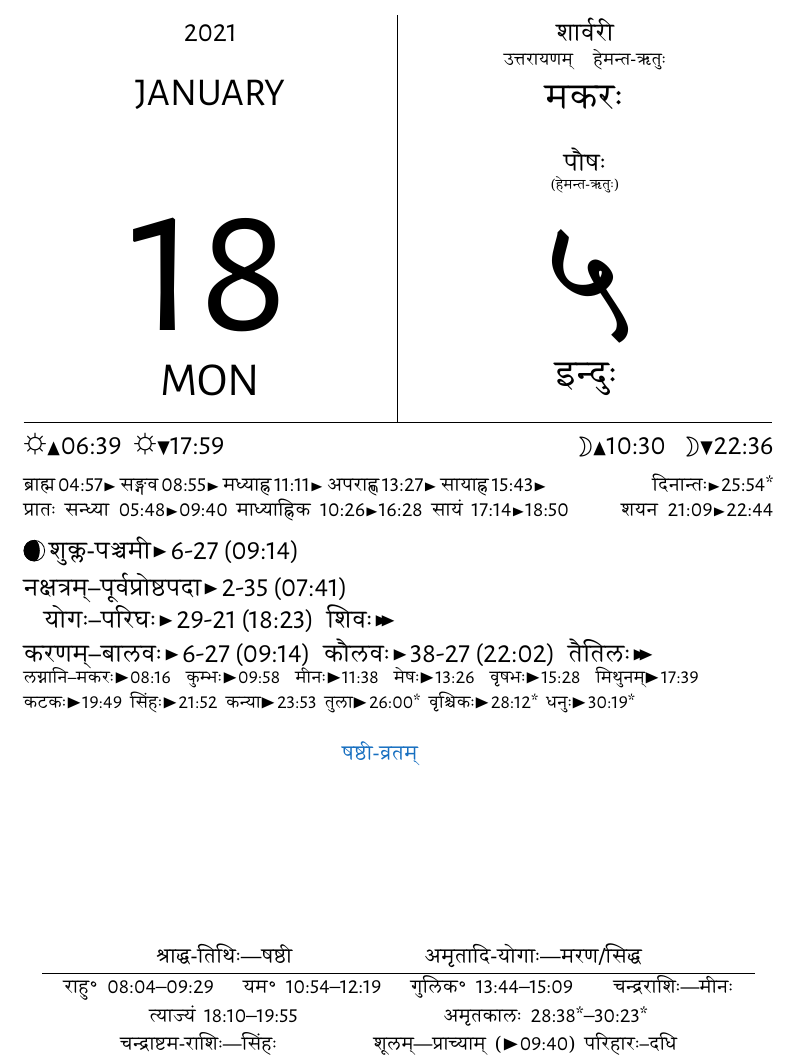 2021
JANUARY
18
MON
शार्वरी
उत्तरायणम् हेमन्त-ऋतुः
मकरः
पौषः
(हेमन्त-ऋतुः)
५
इन्दुः
☼▲06:39 ☼▼17:59 ☽▲10:30 ☽▼22:36
ब्राह्म 04:57► सङ्गव 08:55► मध्याह्न 11:11► अपराह्ण 13:27► सायाह्न 15:43► दिनान्तः►25:54*
प्रातः सन्ध्या 05:48►09:40 माध्याह्निक 10:26►16:28 सायं 17:14►18:50 शयन 21:09►22:44
शुक्ल-पञ्चमी► 6-27 (09:14)
नक्षत्रम्–पूर्वप्रोष्ठपदा► 2-35 (07:41)
योगः–परिघः► 29-21 (18:23) शिवः►►
करणम्–बालवः► 6-27 (09:14) कौलवः► 38-27 (22:02) तैतिलः►►
लग्नानि–मकरः►08:16 कुम्भः►09:58 मीनः►11:38 मेषः►13:26 वृषभः►15:28 मिथुनम्►17:39
कटकः►19:49 सिंहः►21:52 कन्या►23:53 तुला►26:00* वृश्चिकः►28:12* धनुः►30:19*
षष्ठी-व्रतम्
श्राद्ध-तिथिः—षष्ठी अमृतादि-योगाः—मरण/सिद्ध
राहु॰ 08:04–09:29 यम॰ 10:54–12:19 गुलिक॰ 13:44–15:09 चन्द्रराशिः—मीनः
त्याज्यं 18:10–19:55 अमृतकालः 28:38*–30:23*
चन्द्राष्टम-राशिः—सिंहः शूलम्—प्राच्याम् (►09:40) परिहारः–दधि